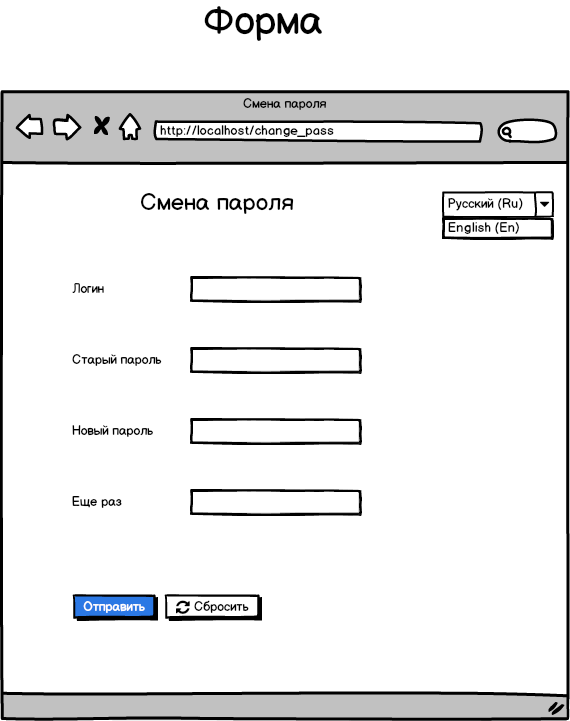 Форма
Смена пароля
http://localhost/change_pass
Смена пароля
Русский (Ru)
English (En)
Логин
Старый пароль
Новый пароль
Еще раз
Отправить
Сбросить